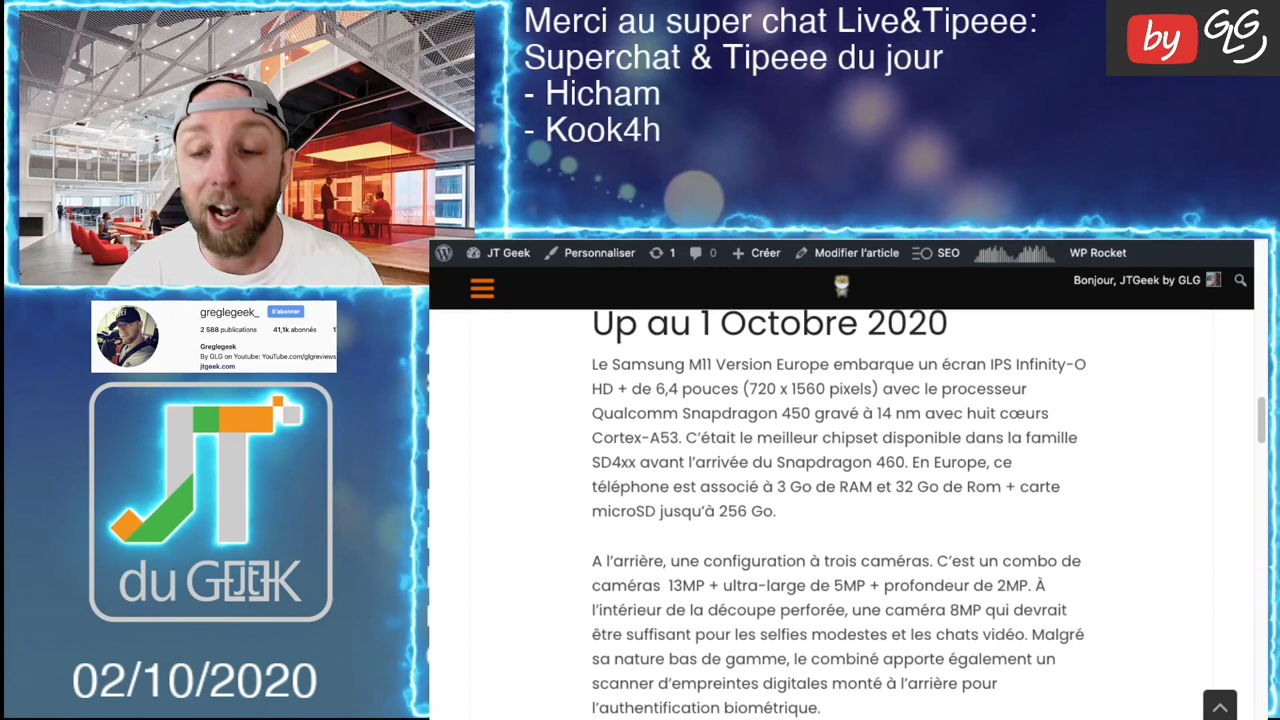 Merci au super chat Live&Tipeee:
Superchat & Tipeee du jour
- Hicham
- Kook4h
by GLG
greglegeek_ S'abonner
2 588 publications 41,1k abonnés 1
Greglegeek
By GLG on Youtube: YouTube.com/glgreviews
jtgeek.com
JT
du GEEK
02/10/2020
JT Geek Personnaliser 1 0 Créer Modifier l'article SEO WP Rocket
Bonjour, JTGeek by GLG
Up au 1 Octobre 2020
Le Samsung M11 Version Europe embarque un écran IPS Infinity-O
HD + de 6,4 pouces (720 x 1560 pixels) avec le processeur
Qualcomm Snapdragon 450 gravé à 14 nm avec huit cœurs
Cortex-A53. C'était le meilleur chipset disponible dans la famille
SD4xx avant l'arrivée du Snapdragon 460. En Europe, ce
téléphone est associé à 3 Go de RAM et 32 Go de Rom + carte
microSD jusqu'à 256 Go.
A l'arrière, une configuration à trois caméras. C'est un combo de
caméras 13MP + ultra-large de 5MP + profondeur de 2MP. À
l'intérieur de la découpe perforée, une caméra 8MP qui devrait
être suffisant pour les selfies modestes et les chats vidéo. Malgré
sa nature bas de gamme, le combiné apporte également un
scanner d'empreintes digitales monté à l'arrière pour
l'authentification biométrique.